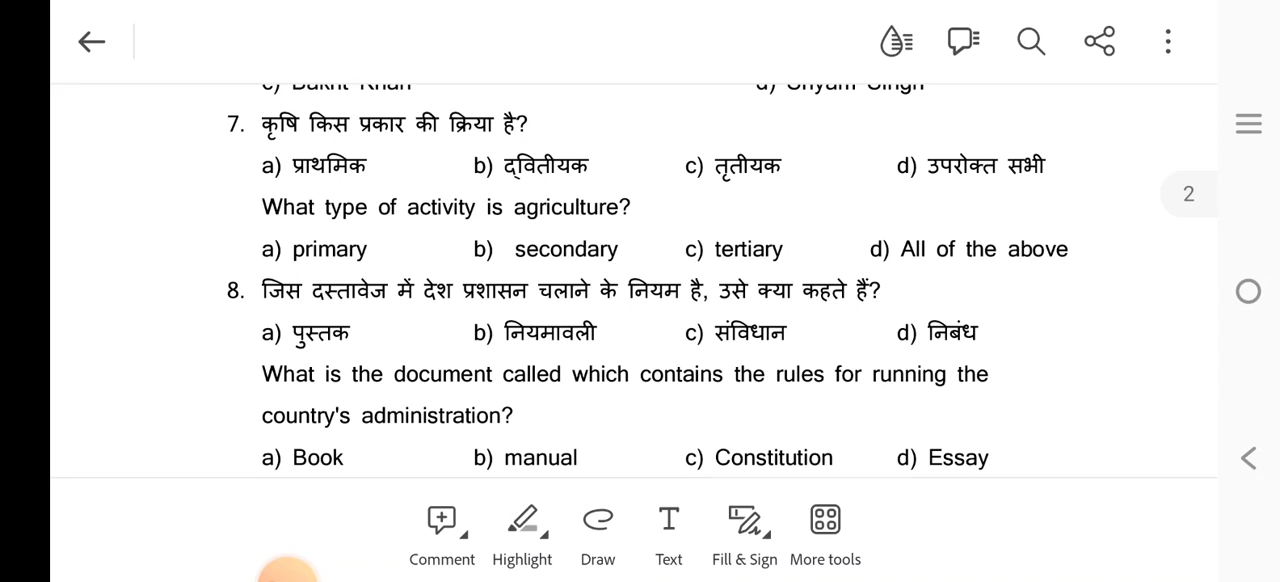 7. कृषि किस प्रकार की क्रिया है?
a) प्राथमिक b) द्वितीयक c) तृतीयक d) उपरोक्त सभी
2
What type of activity is agriculture?
a) primary b) secondary c) tertiary d) All of the above
8. जिस दस्तावेज में देश प्रशासन चलाने के नियम है, उसे क्या कहते हैं?
a) पुस्तक b) नियमावली c) संविधान d) निबंध
What is the document called which contains the rules for running the
country's administration?
a) Book b) manual c) Constitution d) Essay
Comment Highlight Draw Text Fill & Sign More tools